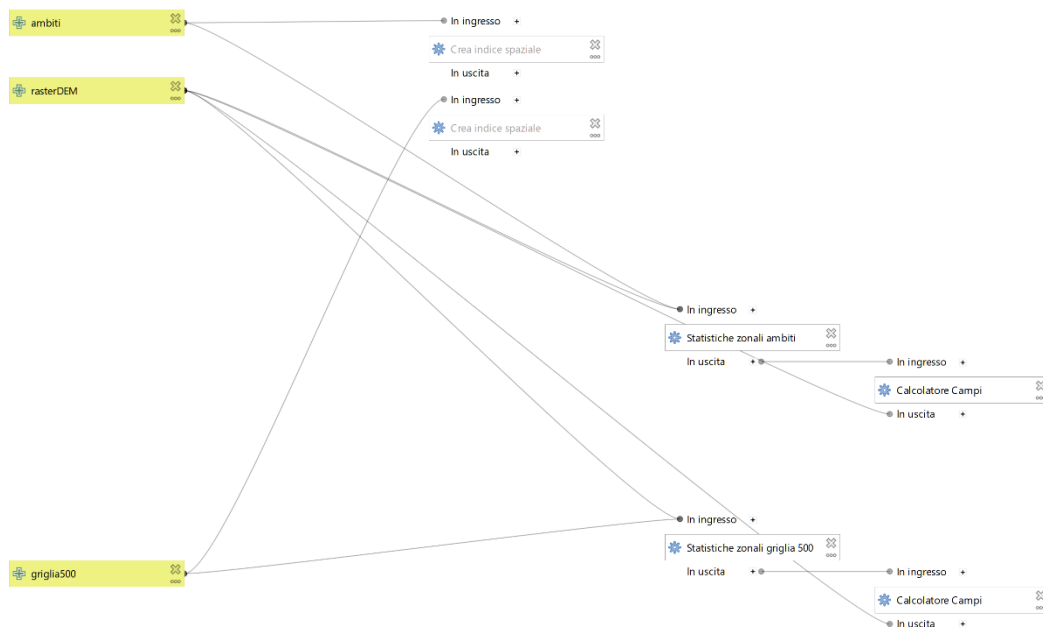 ambiti
In ingresso +
Crea indice spaziale
In uscita +
rasterDEM
In ingresso +
Crea indice spaziale
In uscita +
In ingresso +
Statistiche zonali ambiti
In uscita +
In ingresso +
Calcolatore Campi
In uscita +
In ingresso +
Statistiche zonali griglia 500
In uscita +
griglia500
In ingresso +
Calcolatore Campi
In uscita +